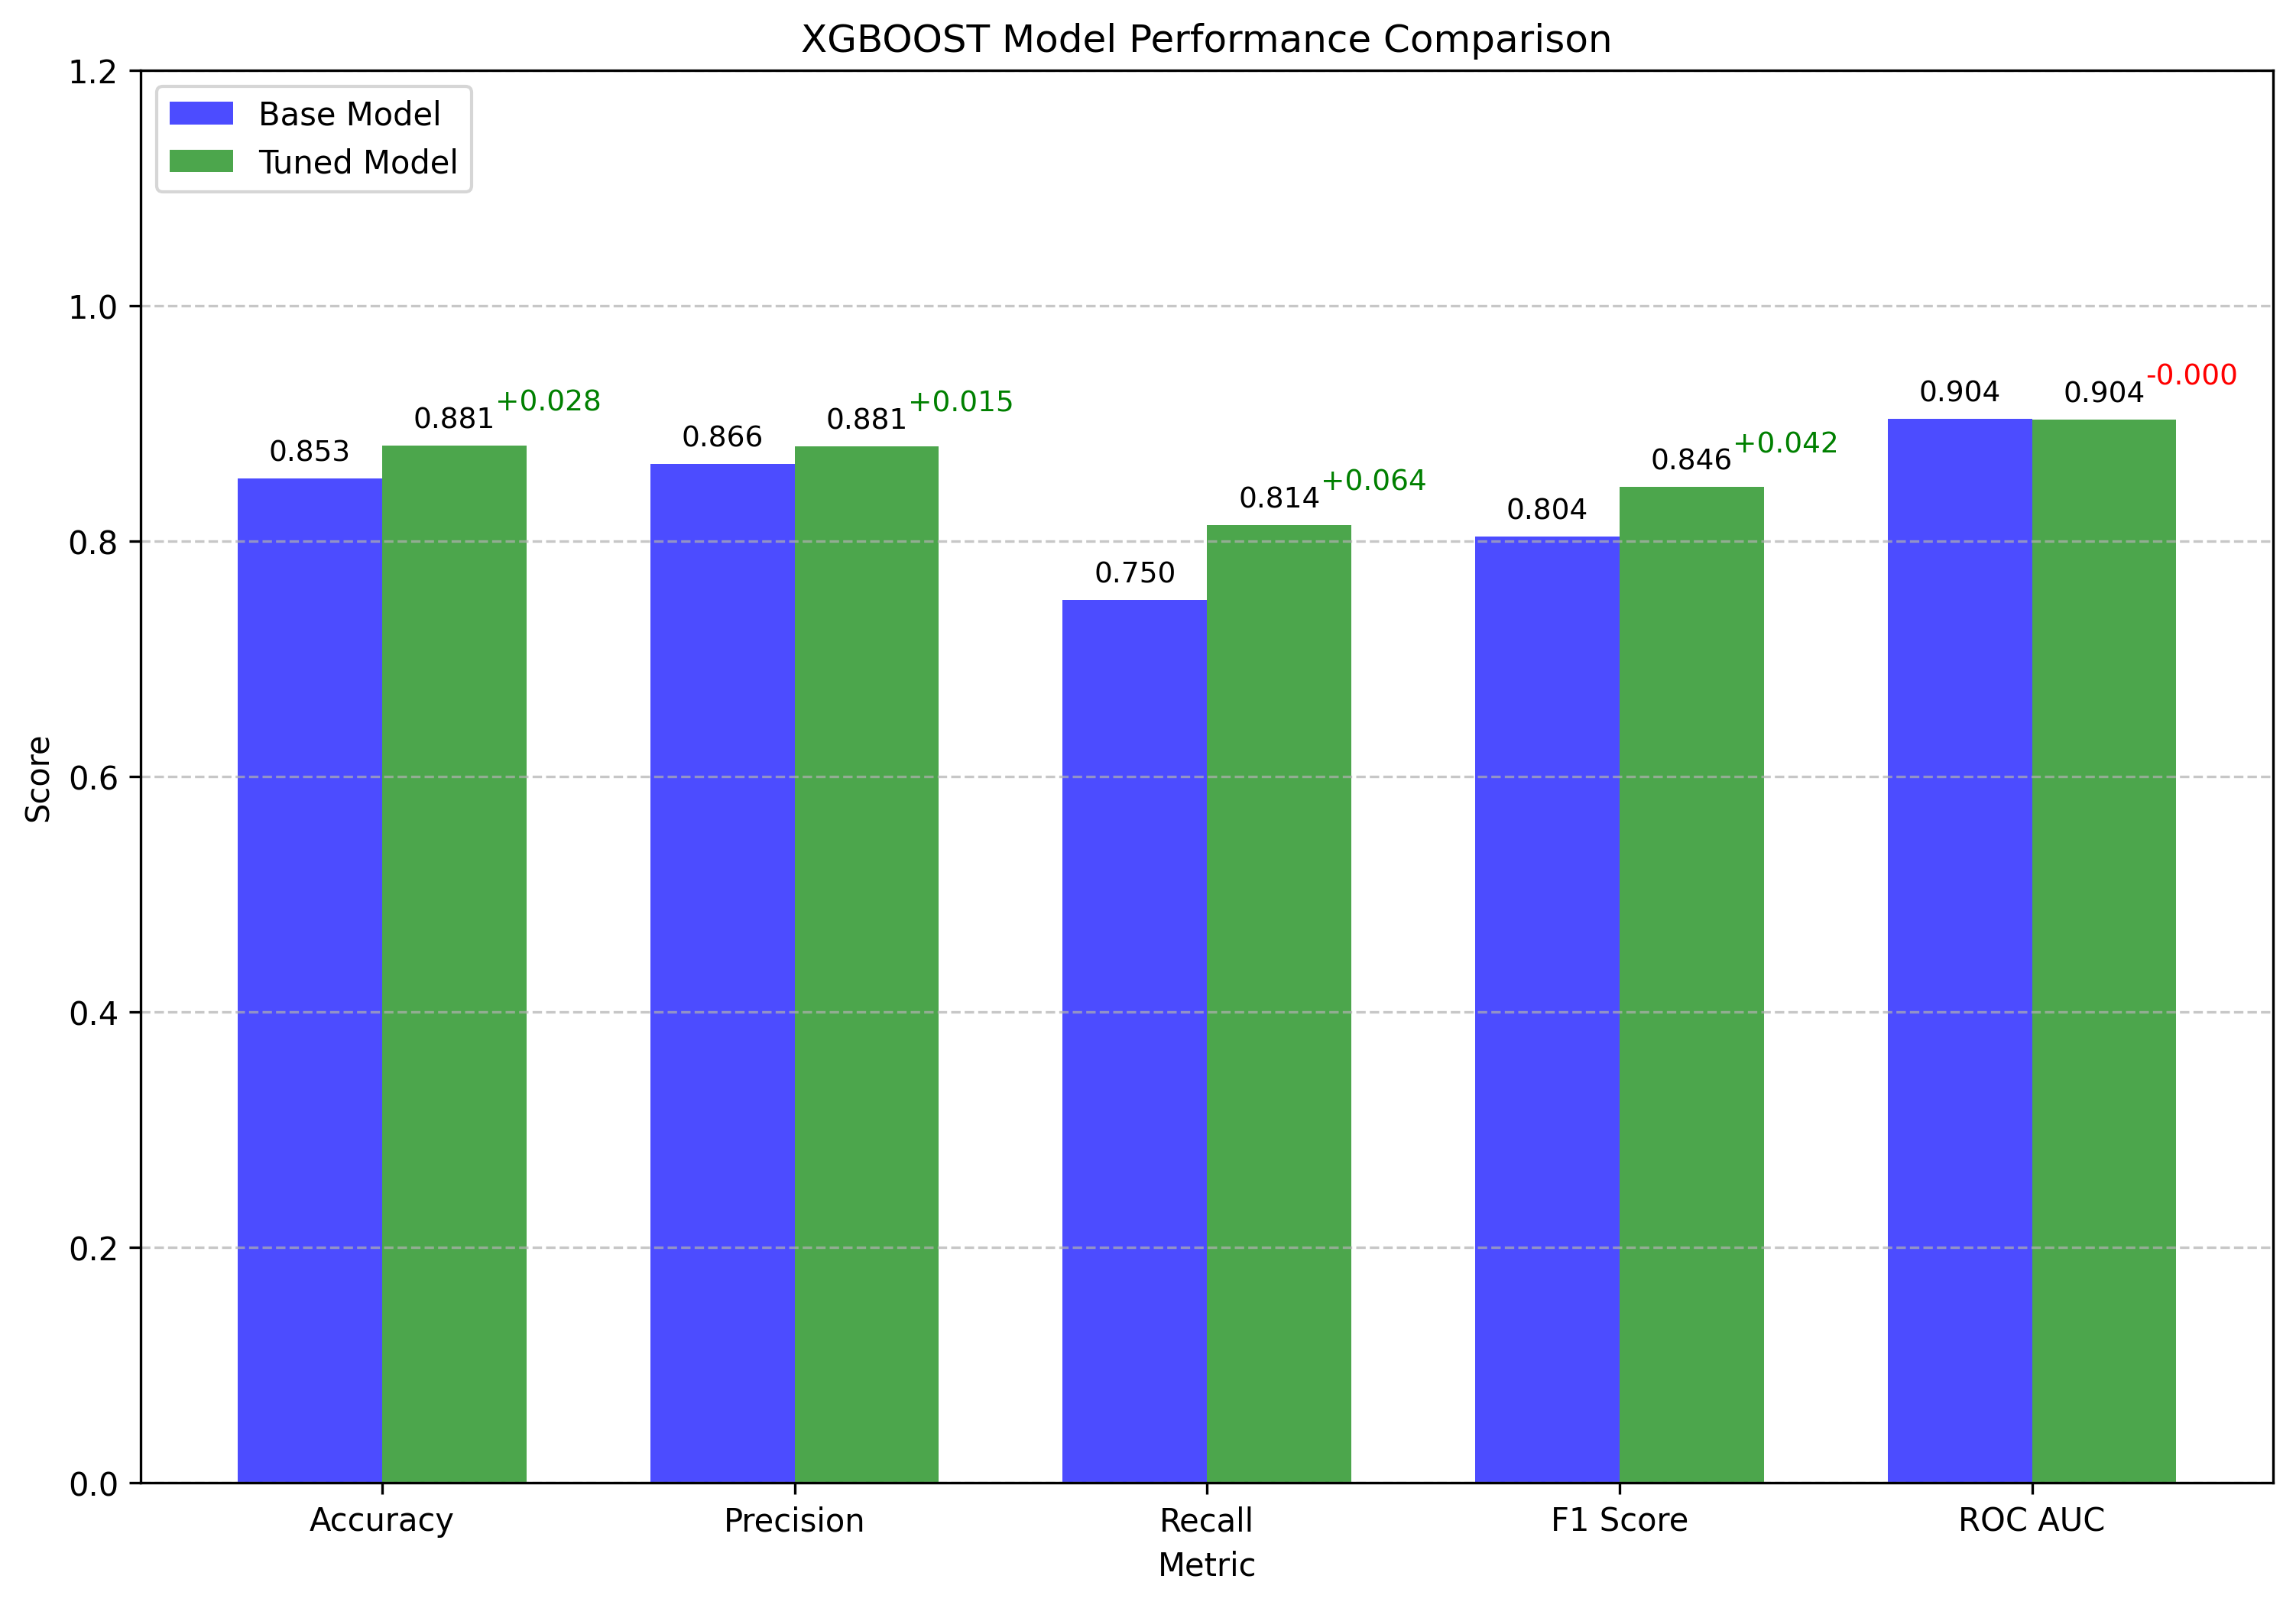 XGBOOST Model Performance Comparison
Base Model
Tuned Model
1.2
1.0
0.8
0.6
0.4
0.2
0.0
Score
0.853
0.881
+0.028
0.866
0.881
+0.015
0.750
0.814
+0.064
0.804
0.846
+0.042
0.904
0.904
-0.000
Accuracy
Precision
Recall
F1 Score
ROC AUC
Metric